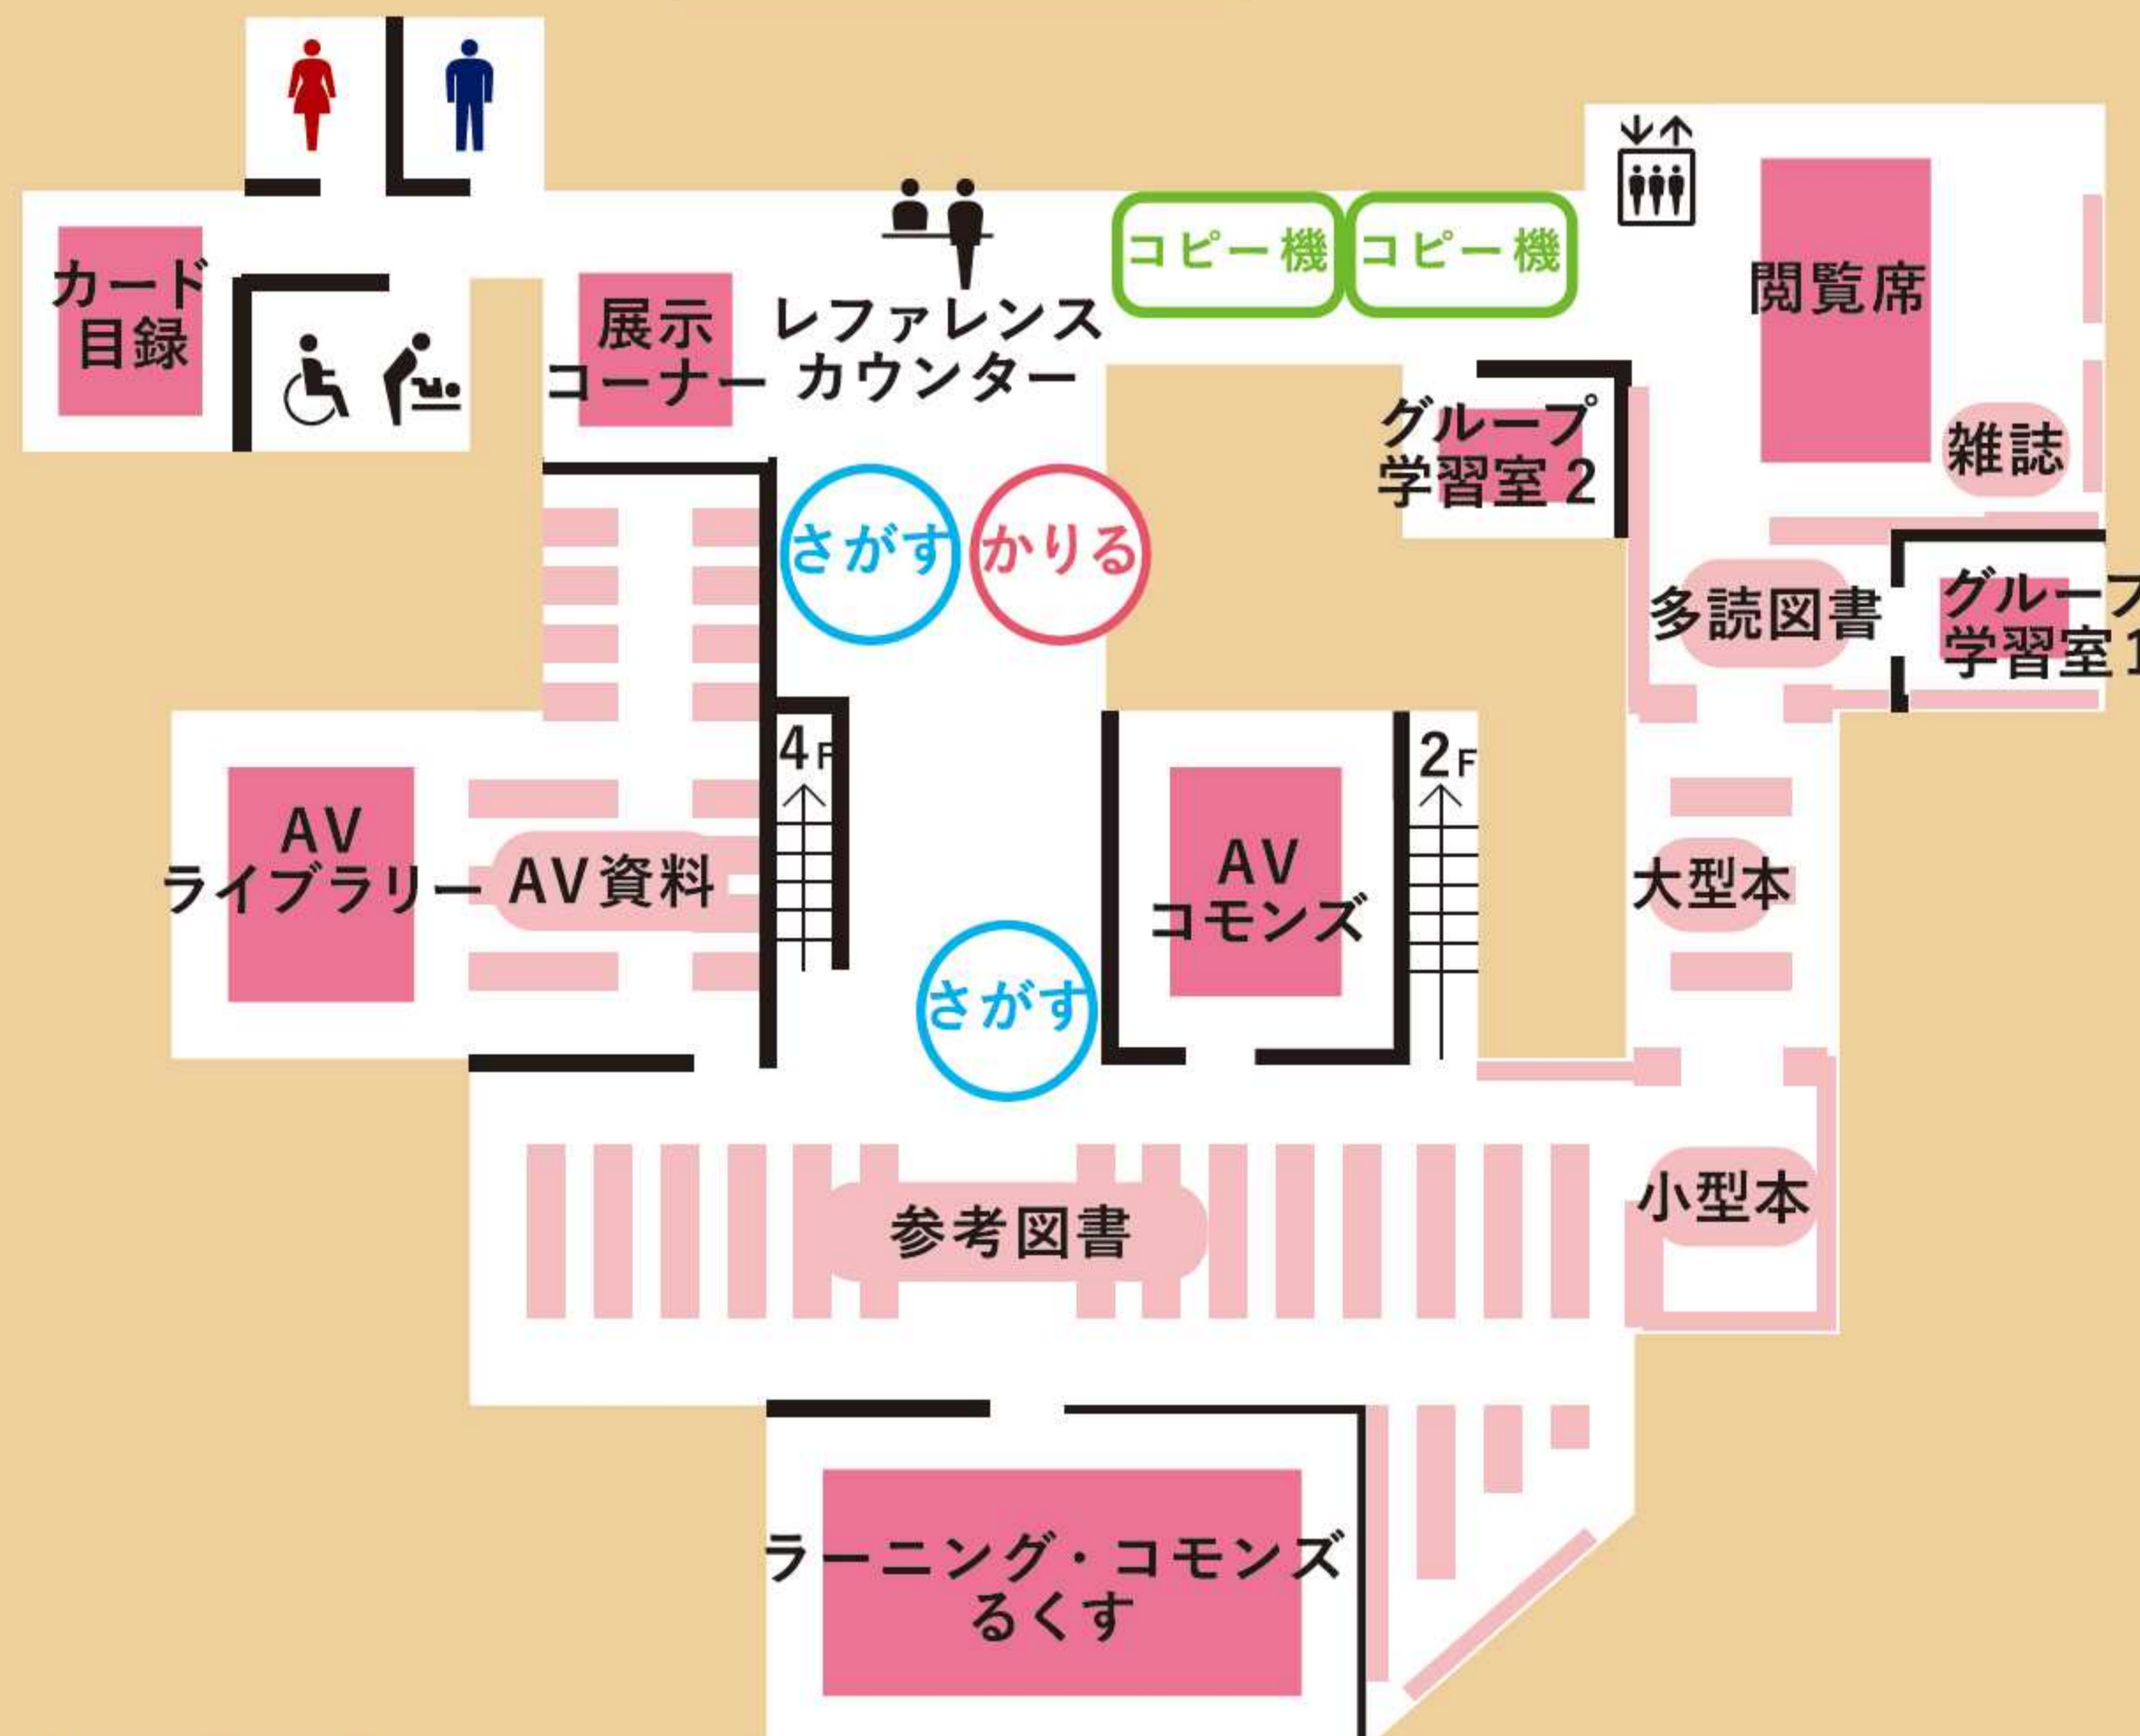 コピー機
コピー機
カード
目録
展示
コーナー
レファレンス
カウンター
閲覧席
グループ
学習室 2
雑誌
さがす
かりる
多読図書
グループ
学習室 1
4F
2F
AV
ライブラリー
AV資料
AV
コモンズ
大型本
さがす
小型本
参考図書
ラーニング・コモンズ
るくす